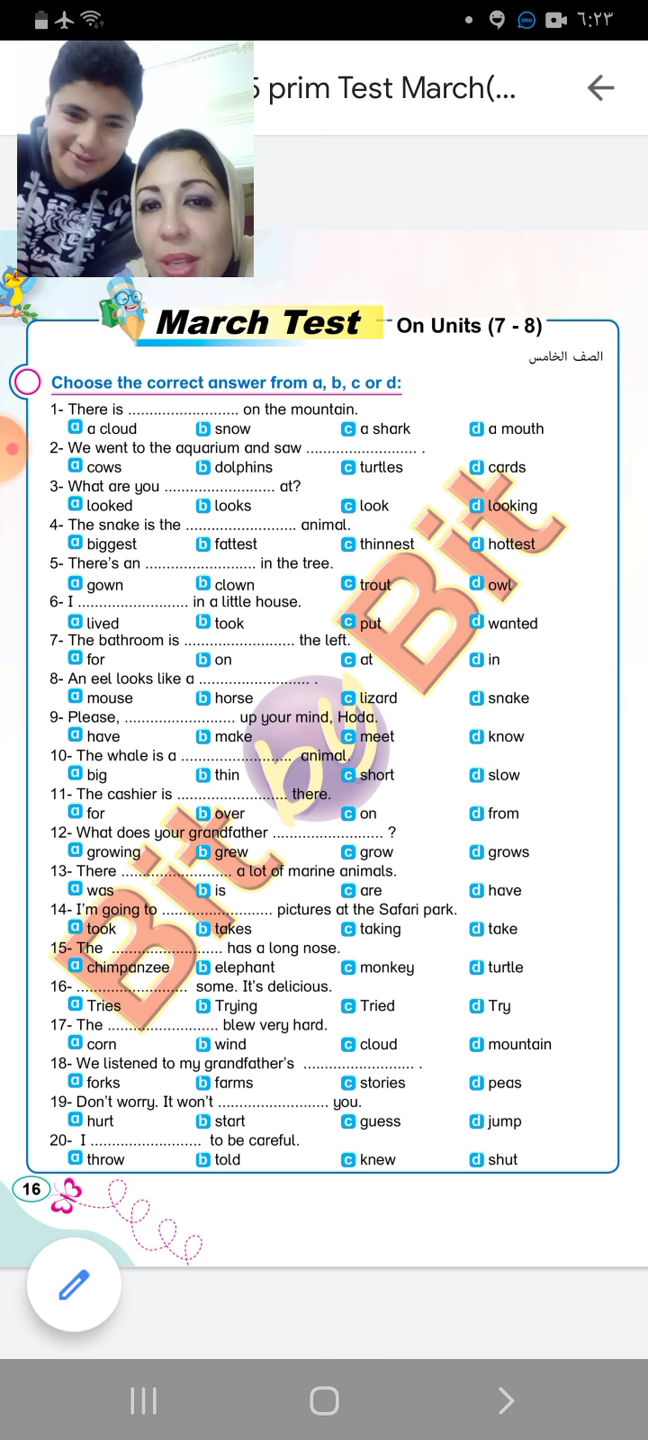 ٦:٢٣
5 prim Test March(...
March Test On Units (7 - 8)
الصف الخامس
Choose the correct answer from a, b, c or d:
1- There is .......................... on the mountain.
a a cloud b snow c a shark d a mouth
2- We went to the aquarium and saw .......................... .
a cows b dolphins c turtles d cards
3- What are you .......................... at?
a looked b looks c look d looking
4- The snake is the .......................... animal.
a biggest b fattest c thinnest d hottest
5- There's an .......................... in the tree.
a gown b clown c trout d owl
6- I .......................... in a little house.
a lived b took c put d wanted
7- The bathroom is .......................... the left.
a for b on c at d in
8- An eel looks like a .......................... .
a mouse b horse c lizard d snake
9- Please, .......................... up your mind, Hoda.
a have b make c meet d know
10- The whale is a .......................... animal.
a big b thin c short d slow
11- The cashier is .......................... there.
a for b over c on d from
12- What does your grandfather .......................... ?
a growing b grew c grow d grows
13- There .......................... a lot of marine animals.
a was b is c are d have
14- I'm going to .......................... pictures at the Safari park.
a took b takes c taking d take
15- The .......................... has a long nose.
a chimpanzee b elephant c monkey d turtle
16- .......................... some. It's delicious.
a Tries b Trying c Tried d Try
17- The .......................... blew very hard.
a corn b wind c cloud d mountain
18- We listened to my grandfather's .......................... .
a forks b farms c stories d peas
19- Don't worry. It won't .......................... you.
a hurt b start c guess d jump
20- I .......................... to be careful.
a throw b told c knew d shut
Bit by Bit
16